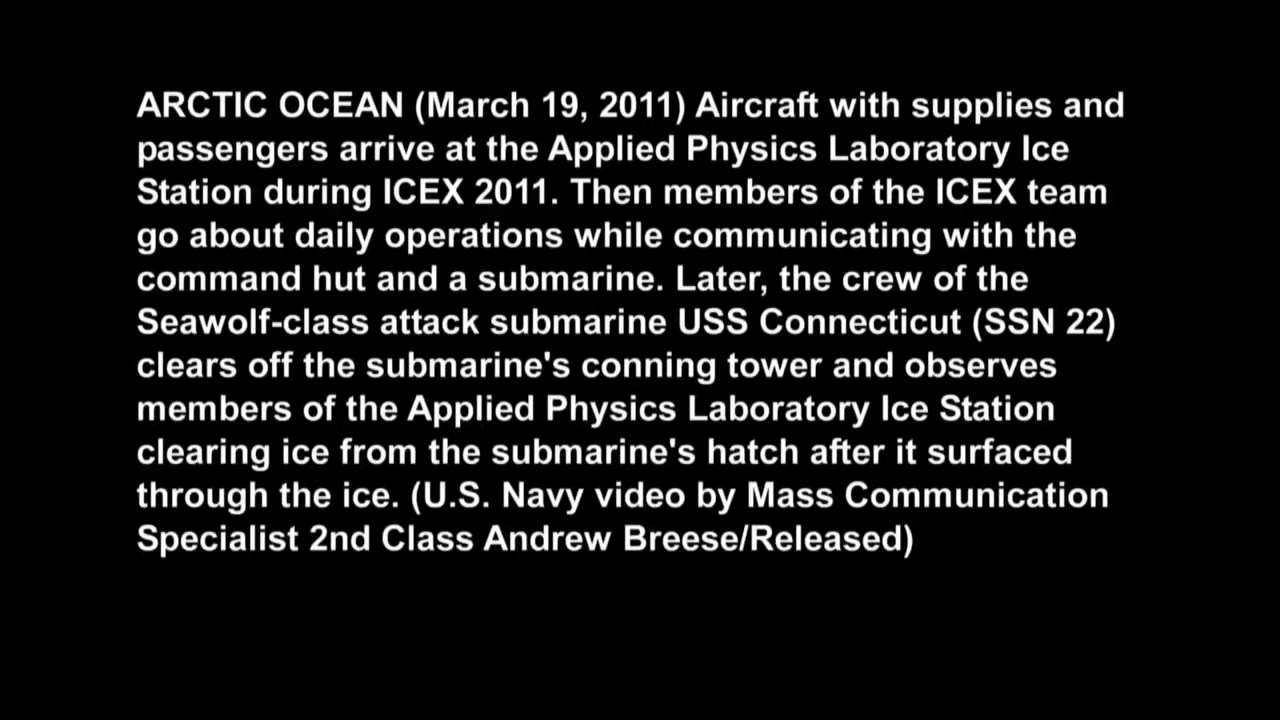 ARCTIC OCEAN (March 19, 2011) Aircraft with supplies and
passengers arrive at the Applied Physics Laboratory Ice
Station during ICEX 2011. Then members of the ICEX team
go about daily operations while communicating with the
command hut and a submarine. Later, the crew of the
Seawolf-class attack submarine USS Connecticut (SSN 22)
clears off the submarine's conning tower and observes
members of the Applied Physics Laboratory Ice Station
clearing ice from the submarine's hatch after it surfaced
through the ice. (U.S. Navy video by Mass Communication
Specialist 2nd Class Andrew Breese/Released)